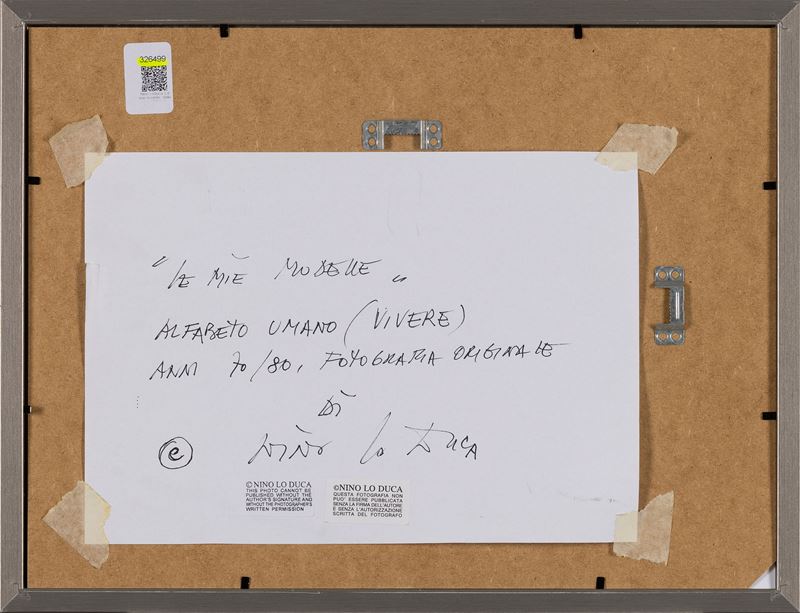 326499
"LE MIE MODELLE"
ALFABETO UMANO (VIVERE)
ANNI 70/80, FOTOGRAFIA ORIGINALE
DI
NINO LO DUCA
©NINO LO DUCA
THIS PHOTO CANNOT BE
PUBLISHED WITHOUT THE
AUTHOR'S SIGNATURE AND
WITHOUT THE PHOTOGRAPHER'S
WRITTEN PERMISSION
©NINO LO DUCA
QUESTA FOTOGRAFIA NON
PUO' ESSERE PUBBLICATA
SENZA LA FIRMA DELL'AUTORE
E SENZA L'AUTORIZZAZIONE
SCRITTA DEL FOTOGRAFO